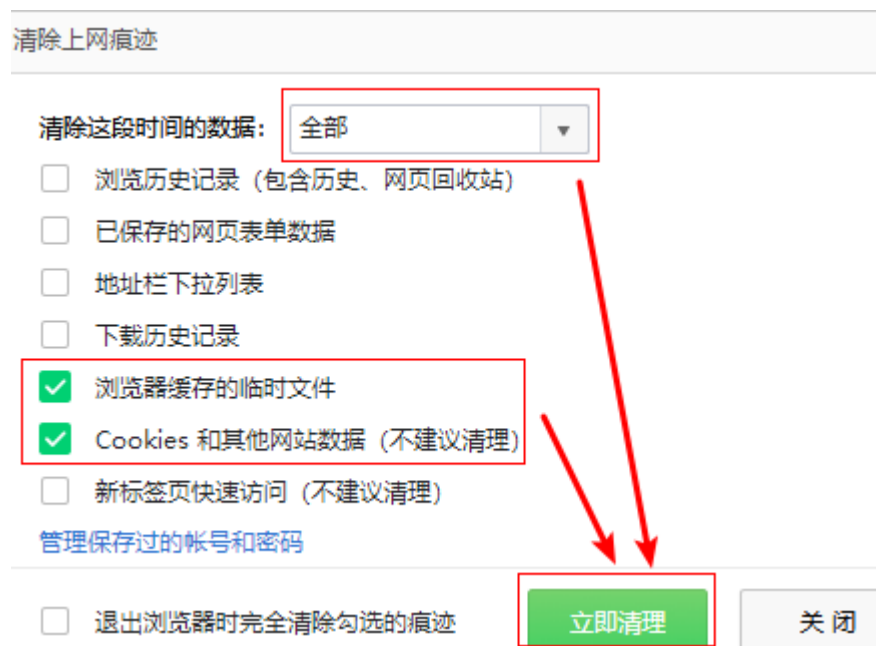 清除上网痕迹
清除这段时间的数据： 全部
浏览历史记录（包含历史、网页回收站）
已保存的网页表单数据
地址栏下拉列表
下载历史记录
浏览器缓存的临时文件
Cookies 和其他网站数据（不建议清理）
新标签页快速访问（不建议清理）
管理保存过的帐号和密码
退出浏览器时完全清除勾选的痕迹 立即清理 关 闭